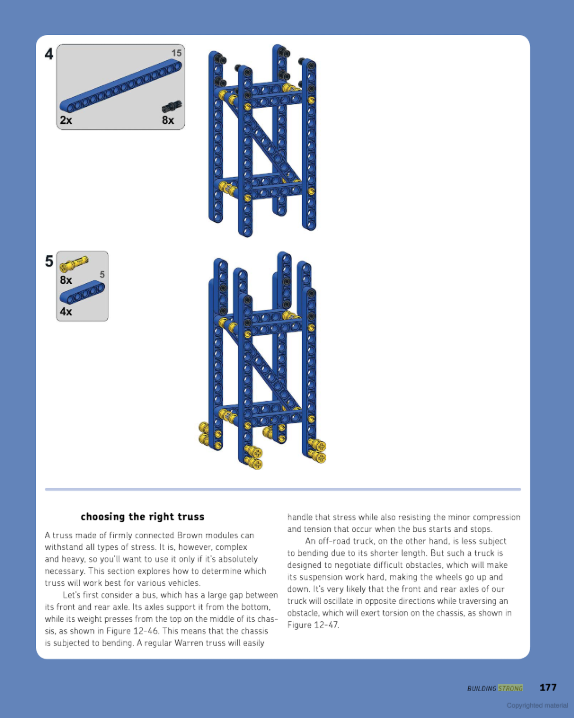 4
15
2x
8x
5
8x
5
4x
choosing the right truss
A truss made of firmly connected Brown modules can
withstand all types of stress. It is, however, complex
and heavy, so you'll want to use it only if it's absolutely
necessary. This section explores how to determine which
truss will work best for various vehicles.
Let's first consider a bus, which has a large gap between
its front and rear axle. Its axles support it from the bottom,
while its weight presses from the top on the middle of its chas-
sis, as shown in Figure 12-46. This means that the chassis
is subjected to bending. A regular Warren truss will easily
handle that stress while also resisting the minor compression
and tension that occur when the bus starts and stops.
An off-road truck, on the other hand, is less subject
to bending due to its shorter length. But such a truck is
designed to negotiate difficult obstacles, which will make
its suspension work hard, making the wheels go up and
down. It's very likely that the front and rear axles of our
truck will oscillate in opposite directions while traversing an
obstacle, which will exert torsion on the chassis, as shown in
Figure 12-47.
BUILDING STRONG 177
Copyrighted material